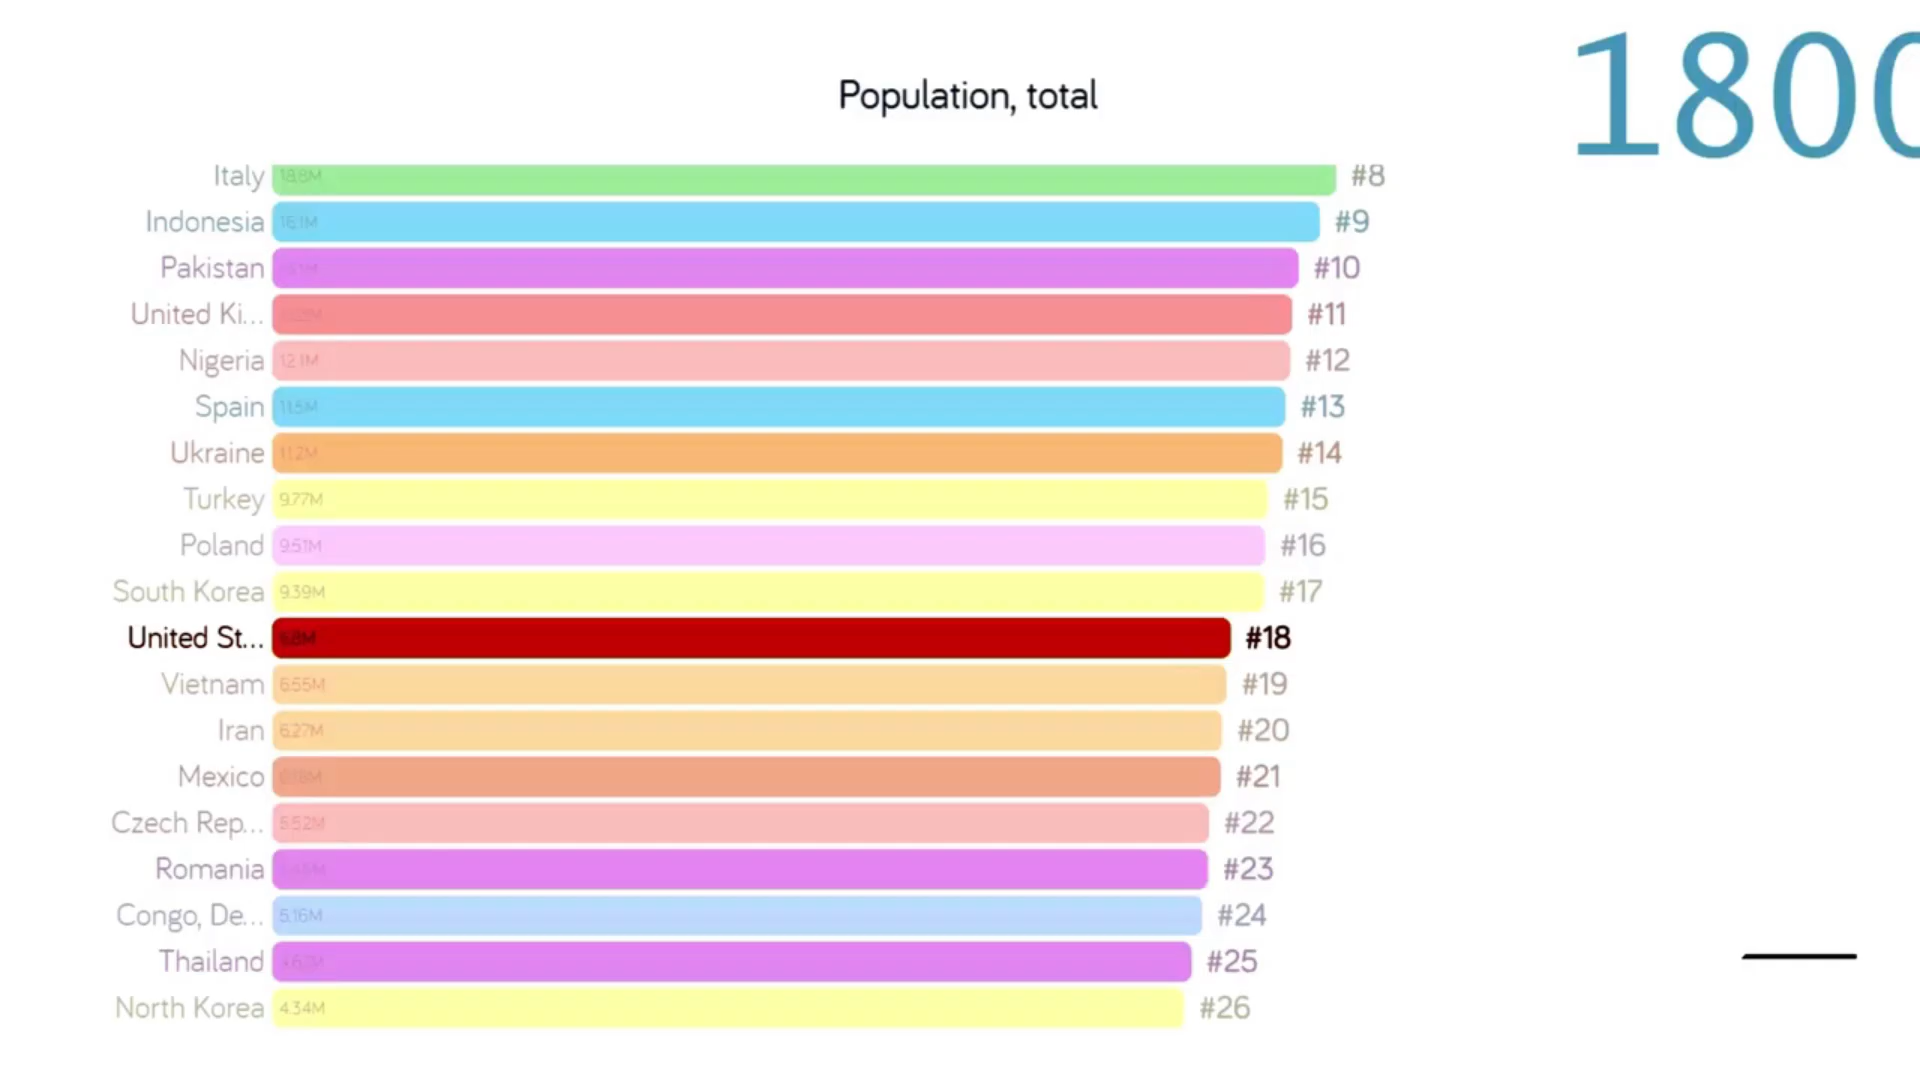 1800
Population, total
Italy 18.8M #8
Indonesia 16.1M #9
Pakistan #10
United Ki... #11
Nigeria 12.1M #12
Spain 11.5M #13
Ukraine 11.2M #14
Turkey 9.77M #15
Poland 9.51M #16
South Korea 9.39M #17
United St... #18
Vietnam 6.55M #19
Iran 6.27M #20
Mexico #21
Czech Rep... 5.52M #22
Romania #23
Congo, De... 5.16M #24
Thailand #25
North Korea 4.34M #26